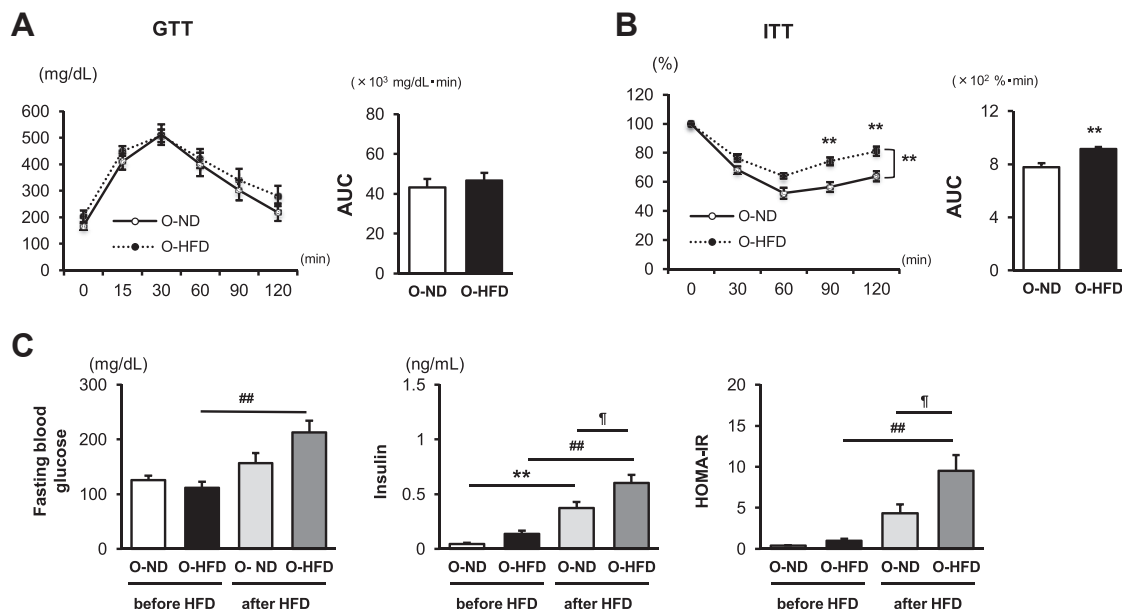 A
GTT
(mg/dL)
600
500
400
300
200
100
0
O-ND
O-HFD
(min)
0 15 30 60 90 120
(×10³ mg/dL・min)
AUC
80
60
40
20
0
O-ND O-HFD
B
ITT
(%)
120
100
80
60
40
20
0
** **
**
O-ND
O-HFD
(min)
0 30 60 90 120
(×10² %・min)
AUC
12
8
4
0
**
O-ND O-HFD
C
(mg/dL)
Fasting blood
glucose
300
200
100
0
##
O-ND O-HFD O- ND O-HFD
before HFD after HFD
(ng/mL)
Insulin
1.5
1
0.5
0
¶
##
**
O-ND O-HFD O-ND O-HFD
before HFD after HFD
HOMA-IR
20
15
10
5
0
¶
##
O-ND O-HFD O-ND O-HFD
before HFD after HFD